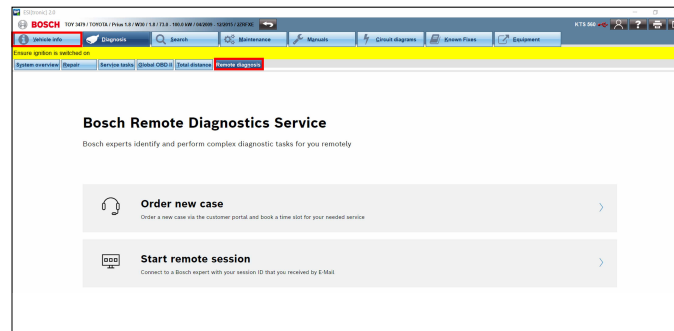 ESI[tronic] 2.0
BOSCH TOY 3479 / TOYOTA / Prius 1.8 / W30 / 1.8 / 73.0 - 100.0 kW / 04/2009 - 12/2015 / 2ZRFXE KTS 560
Vehicle info Diagnosis Search Maintenance Manuals Circuit diagrams Known Fixes Equipment
Ensure ignition is switched on
System overview Repair Service tasks Global OBD II Total distance Remote diagnosis
Bosch Remote Diagnostics Service
Bosch experts identify and perform complex diagnostic tasks for you remotely
Order new case
Order a new case via the customer portal and book a time slot for your needed service
Start remote session
Connect to a Bosch expert with your session ID that you received by E-Mail